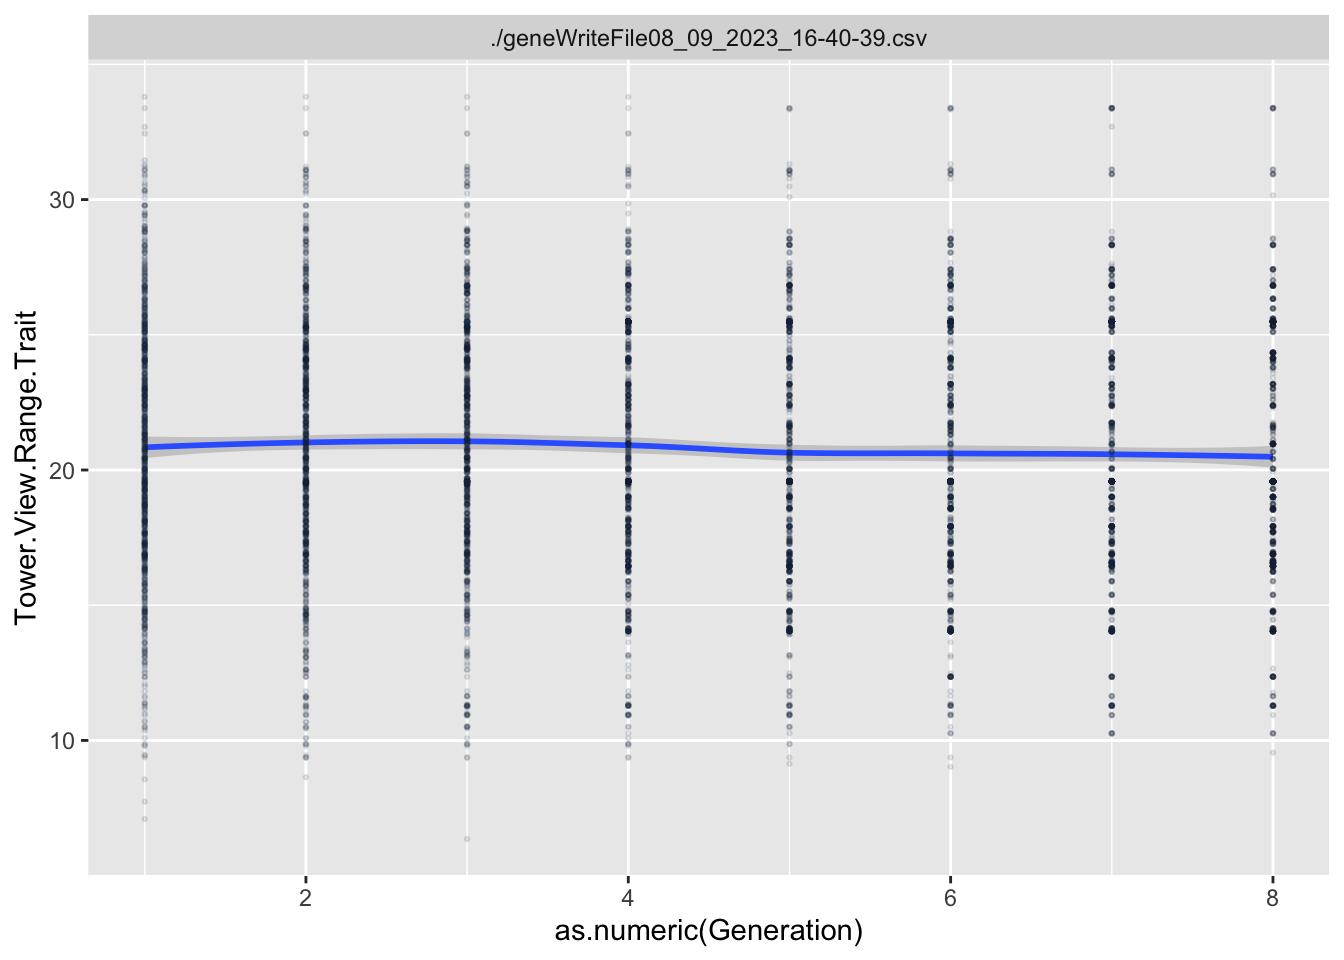 ./geneWriteFile08_09_2023_16-40-39.csv
30
20
10
Tower.View.Range.Trait
2 4 6 8
as.numeric(Generation)